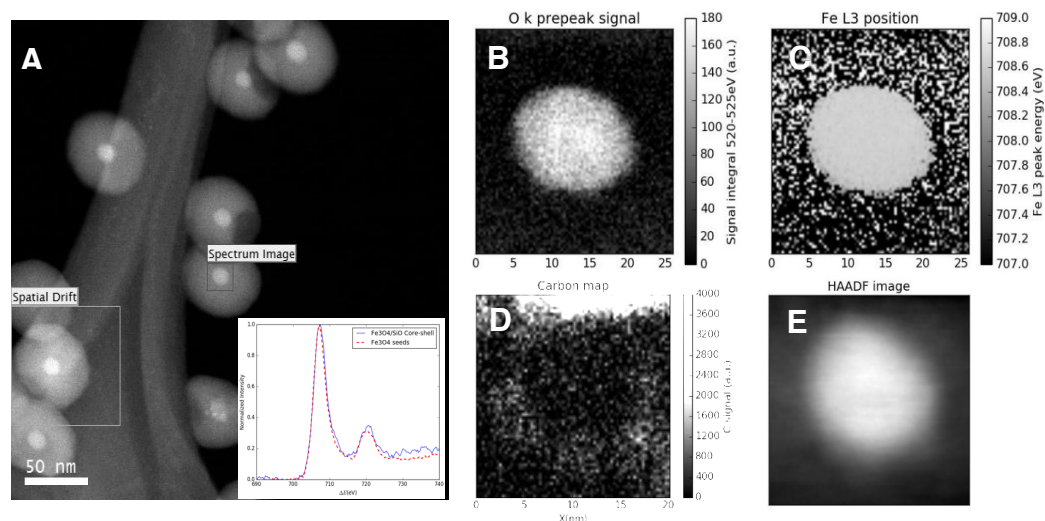 A
Spectrum Image
Spatial Drift
50 nm
Normalized Intensity
1.0
0.8
0.6
0.4
0.2
0.0
Fe3O4/SiO Core-shell
Fe3O4 seeds
690 700 710 720 730 740
O k prepeak signal
B
180
160
140
120
100
80
60
40
20
0
Signal integral 520-525eV (a.u.)
0 5 10 15 20 25
Fe L3 position
C
709.0
708.8
708.6
708.4
708.2
708.0
707.8
707.6
707.4
707.2
707.0
Fe L3 peak energy (eV)
0 5 10 15 20 25
Carbon map
D
4000
3600
3200
2800
2400
2000
1600
1200
800
400
0
C signal (a.u.)
0 5 10 15 20
X(nm)
HAADF image
E